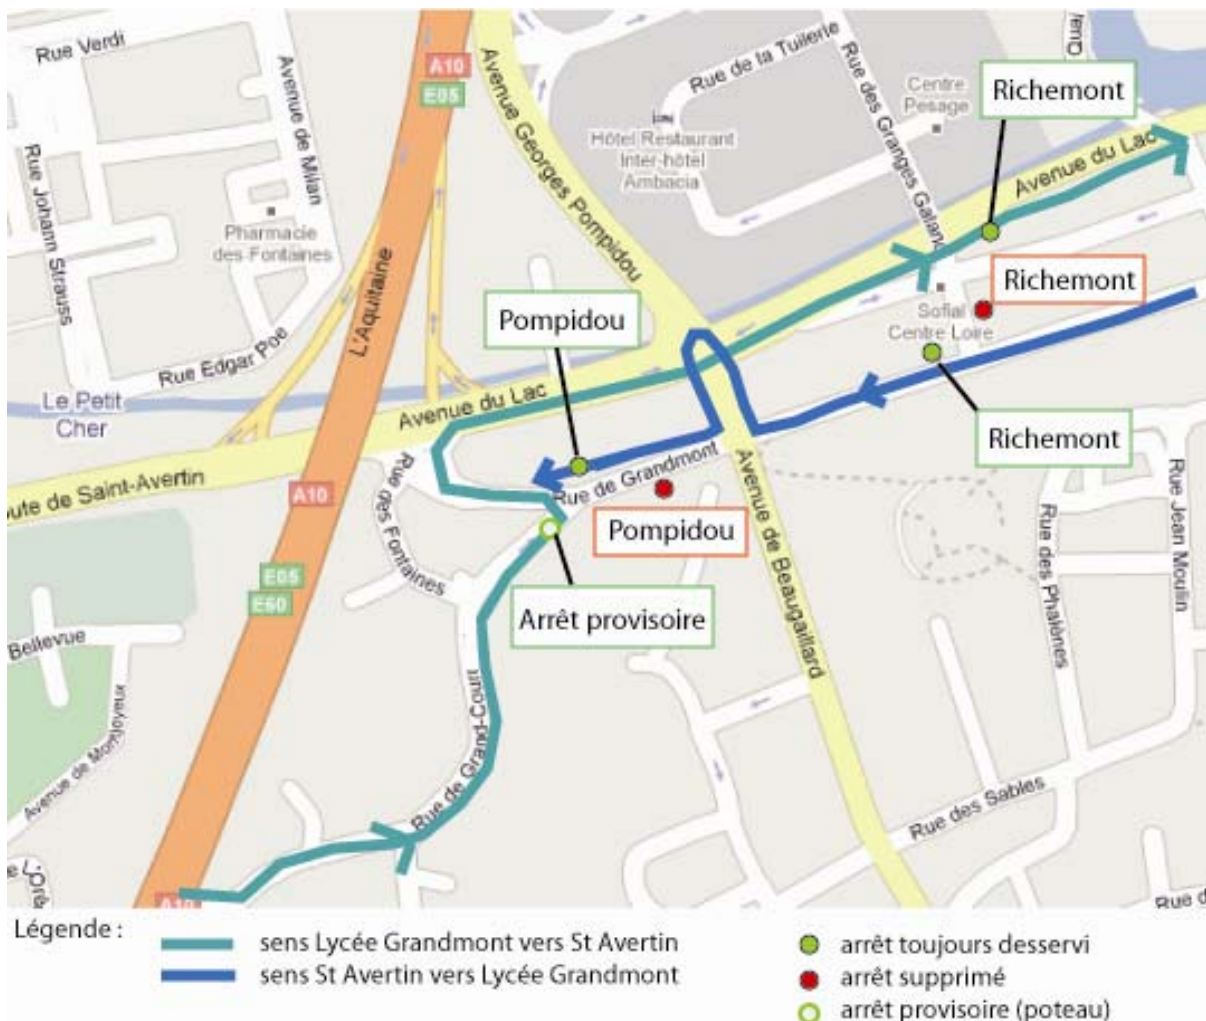 Rue Verdi
Avenue de Milan
A10
E05
Avenue Georges Pompidou
Rue de la Tuilerie
Rue des Granges Galand
Quai
Centre
Pesage
Richemont
Hôtel Restaurant
Inter-hôtel
Ambacia
Avenue du Lac
Rue Johann Strauss
Pharmacie
des Fontaines
L'Aquitaine
Richemont
Pompidou
Sofial
Centre Loire
Rue Edgar Poe
Le Petit
Cher
Avenue du Lac
Richemont
oute de Saint-Avertin
Rue des Fontaines
A10
Rue de Grandmont
Avenue de Beaugaillard
Rue Jean Moulin
Rue des Phalènes
Pompidou
E05
E60
Arrêt provisoire
Bellevue
Avenue de Montjoyeux
Rue de Grand-Cour
Rue des Sables
A10
Rue d
Légende :
sens Lycée Grandmont vers St Avertin
sens St Avertin vers Lycée Grandmont
arrêt toujours desservi
arrêt supprimé
arrêt provisoire (poteau)